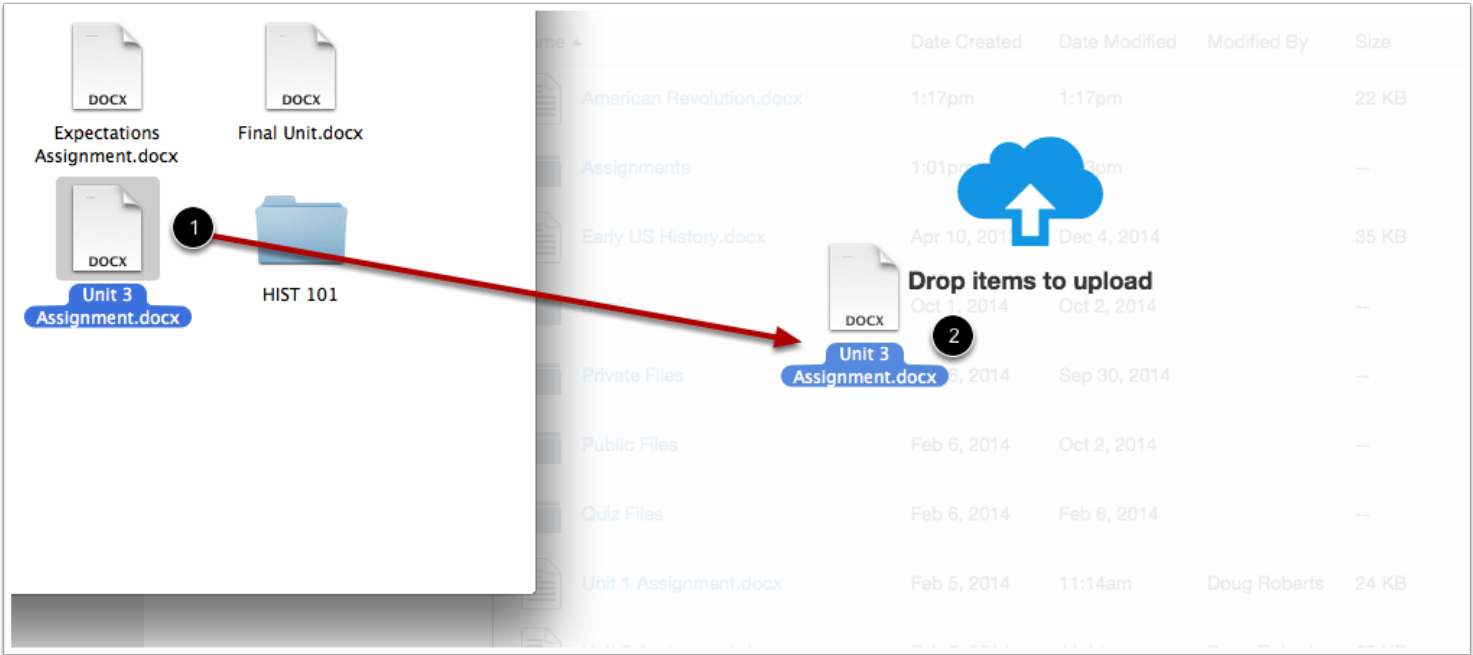 DOCX
DOCX
Expectations
Assignment.docx
Final Unit.docx
DOCX
Unit 3
Assignment.docx
1
HIST 101
Date Created Date Modified Modified By Size
American Revolution.docx 1:17pm 1:17pm 22 KB
Assignments --
Early US History.docx Apr 10, Dec 4, 2014 35 KB
Drop items to upload
Oct 1, 2014 Oct 2, 2014 --
DOCX
2
Unit 3
Assignment.docx
Private Files 2014 Sep 30, 2014 --
Public Files Feb 6, 2014 Oct 2, 2014 --
Quiz Files Feb 6, 2014 Feb 6, 2014 --
Unit 1 Assignment.docx Feb 5, 2014 11:14am Doug Roberts 24 KB